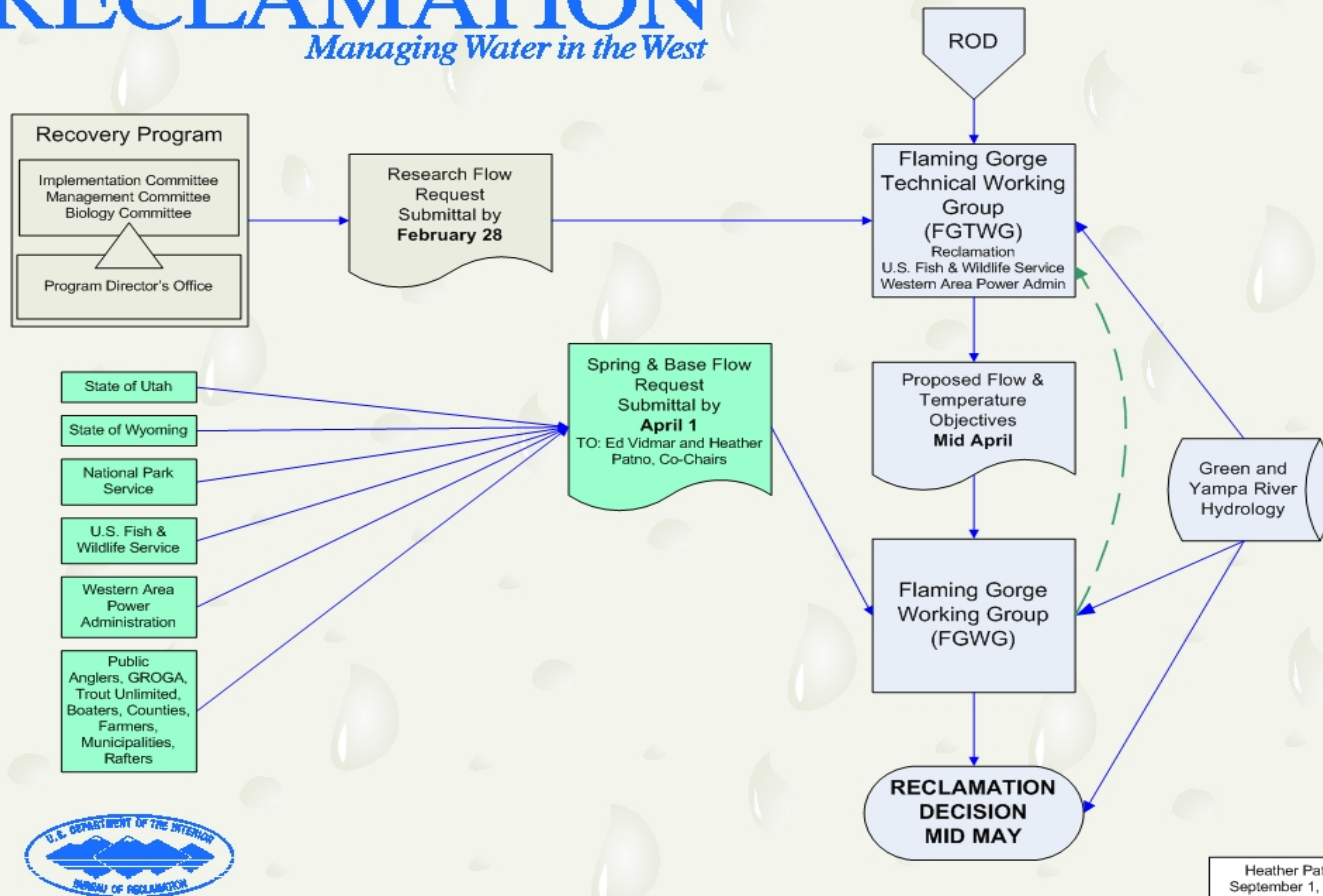 RECLAMATION
Managing Water in the West
ROD
Recovery Program
Implementation Committee
Management Committee
Biology Committee
Program Director's Office
Research Flow
Request
Submittal by
February 28
Flaming Gorge
Technical Working
Group
(FGTWG)
Reclamation
U.S. Fish & Wildlife Service
Western Area Power Admin
State of Utah
State of Wyoming
National Park
Service
U.S. Fish &
Wildlife Service
Western Area
Power
Administration
Public
Anglers, GROGA,
Trout Unlimited,
Boaters, Counties,
Farmers,
Municipalities,
Rafters
Spring & Base Flow
Request
Submittal by
April 1
TO: Ed Vidmar and Heather
Patno, Co-Chairs
Proposed Flow &
Temperature
Objectives
Mid April
Green and
Yampa River
Hydrology
Flaming Gorge
Working Group
(FGWG)
RECLAMATION
DECISION
MID MAY
U.S. DEPARTMENT OF THE INTERIOR
BUREAU OF RECLAMATION
Heather
September 1,